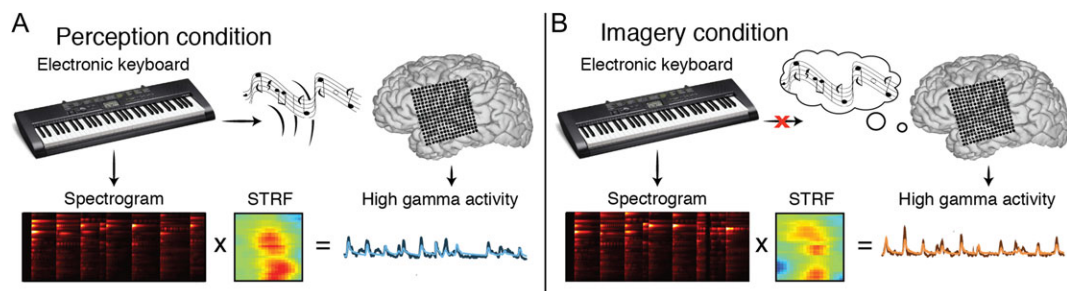 A
Perception condition
Electronic keyboard
Spectrogram
STRF
High gamma activity
x
=
B
Imagery condition
Electronic keyboard
x
Spectrogram
STRF
High gamma activity
x
=